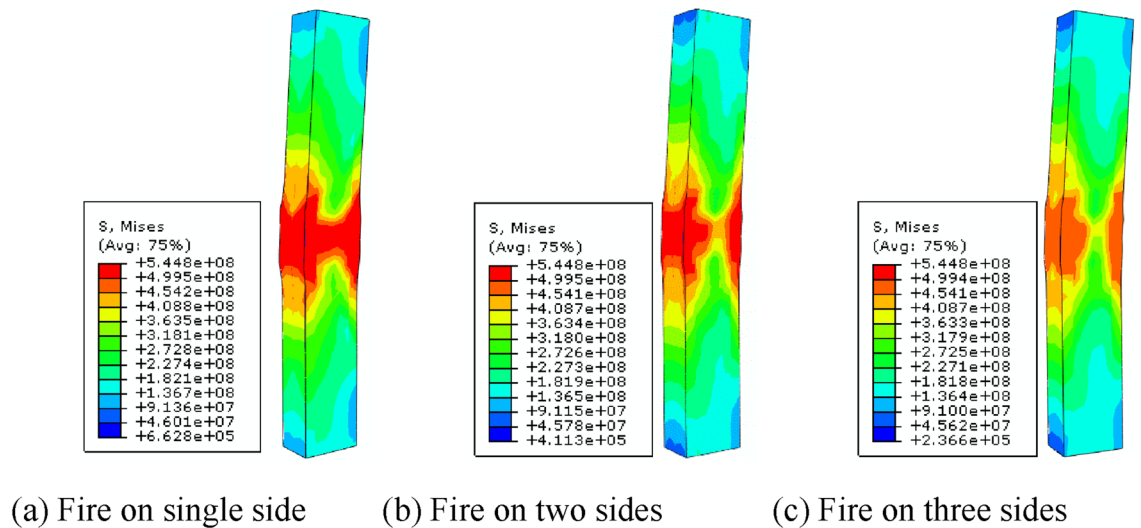 S, Mises
(Avg: 75%)
+5.448e+08
+4.995e+08
+4.542e+08
+4.088e+08
+3.635e+08
+3.181e+08
+2.728e+08
+2.274e+08
+1.821e+08
+1.367e+08
+9.136e+07
+4.601e+07
+6.628e+05
S, Mises
(Avg: 75%)
+5.448e+08
+4.995e+08
+4.541e+08
+4.087e+08
+3.634e+08
+3.180e+08
+2.726e+08
+2.273e+08
+1.819e+08
+1.365e+08
+9.115e+07
+4.578e+07
+4.113e+05
S, Mises
(Avg: 75%)
+5.448e+08
+4.994e+08
+4.541e+08
+4.087e+08
+3.633e+08
+3.179e+08
+2.725e+08
+2.271e+08
+1.818e+08
+1.364e+08
+9.100e+07
+4.562e+07
+2.366e+05
(a) Fire on single side
(b) Fire on two sides
(c) Fire on three sides